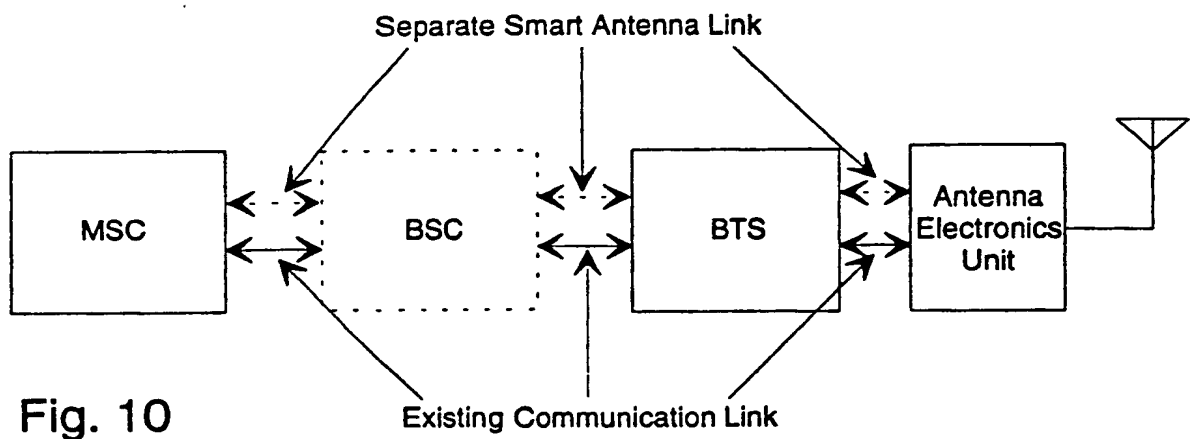 Separate Smart Antenna Link
MSC
BSC
BTS
Antenna
Electronics
Unit
Existing Communication Link
Fig. 10